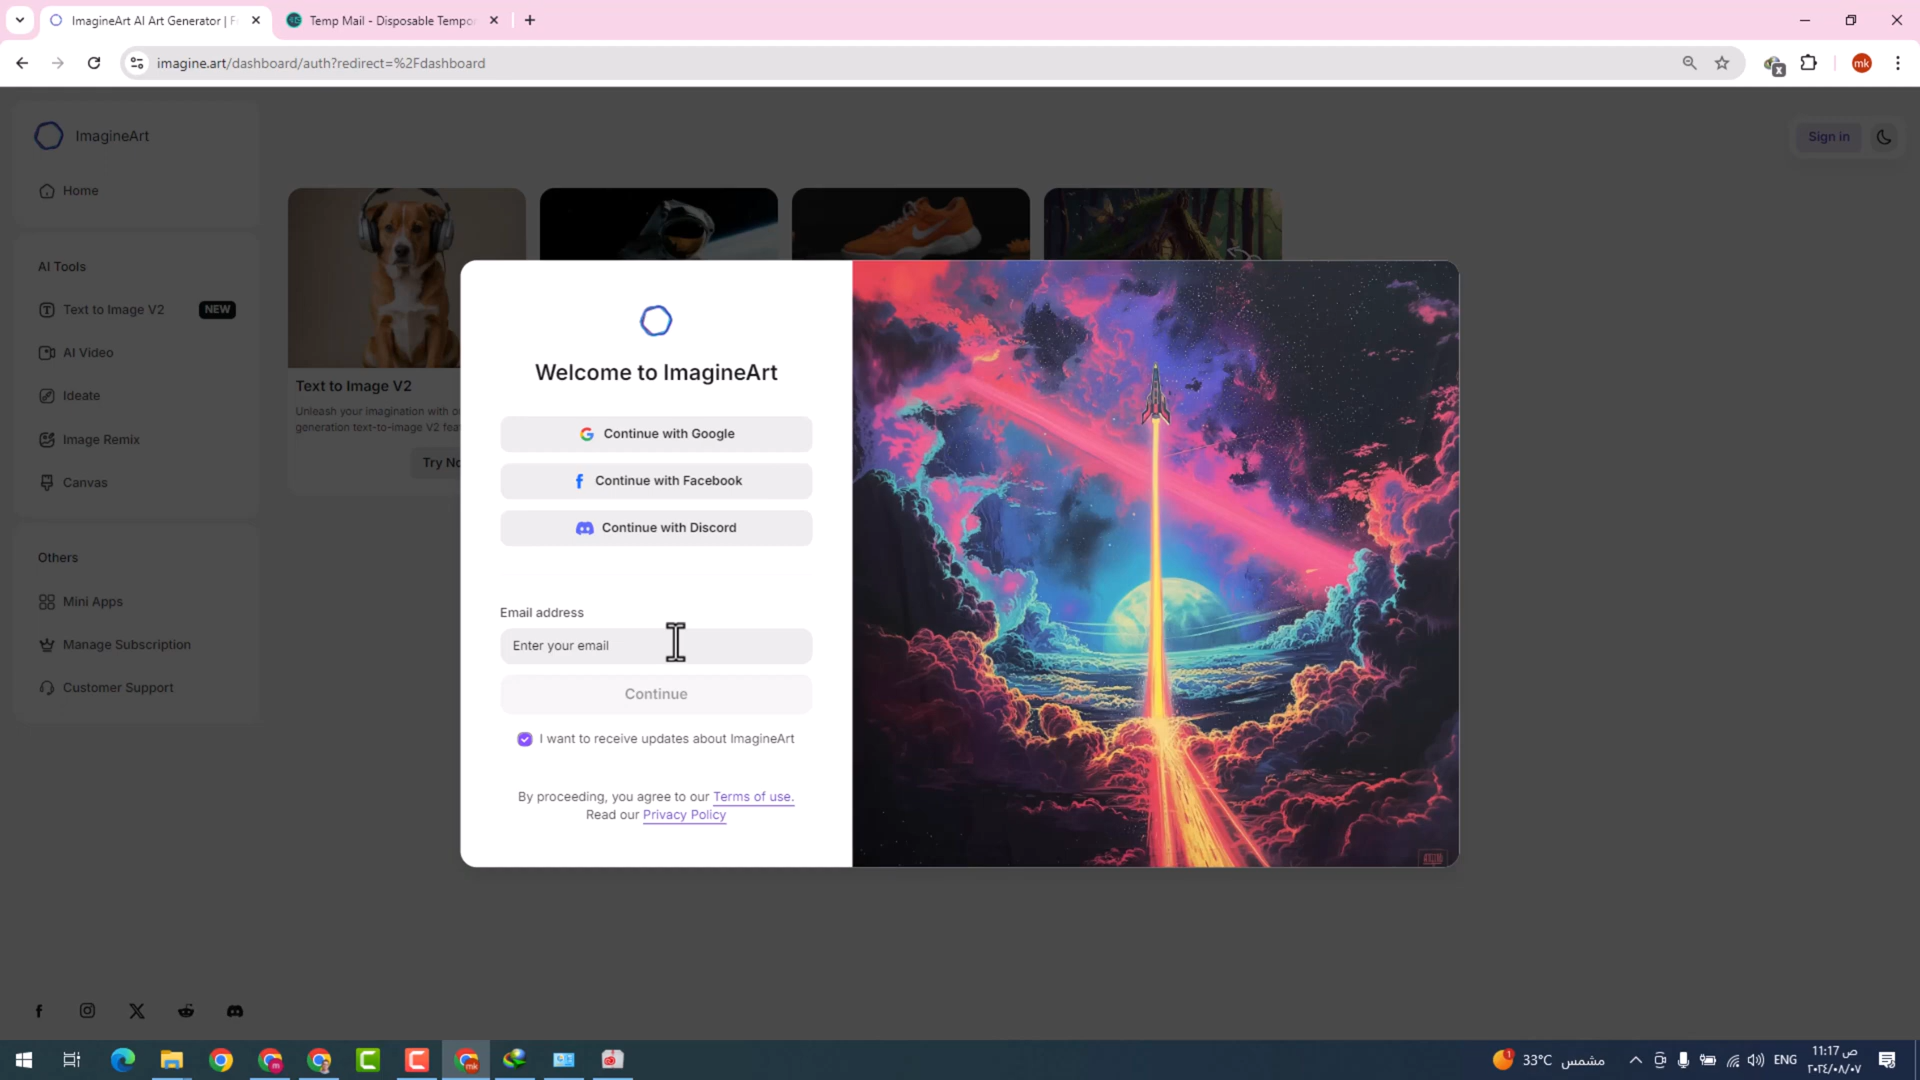 ImagineArt AI Art Generator | F
Temp Mail - Disposable Tempo
imagine.art/dashboard/auth?redirect=%2Fdashboard
x
mk
ImagineArt
Sign in
Home
AI Tools
Text to Image V2
NEW
AI Video
Ideate
Image Remix
Canvas
Text to Image V2
Unleash your imagination with o
generation text-to-image V2 fea
Try No
Others
Mini Apps
Manage Subscription
Customer Support
Welcome to ImagineArt
Continue with Google
Continue with Facebook
Continue with Discord
Email address
Enter your email
Continue
I want to receive updates about ImagineArt
By proceeding, you agree to our Terms of use.
Read our Privacy Policy
m
mk
1
33°C مشمس
ENG
11:17 ص
٢٠٢٤/٠٨/٠٧